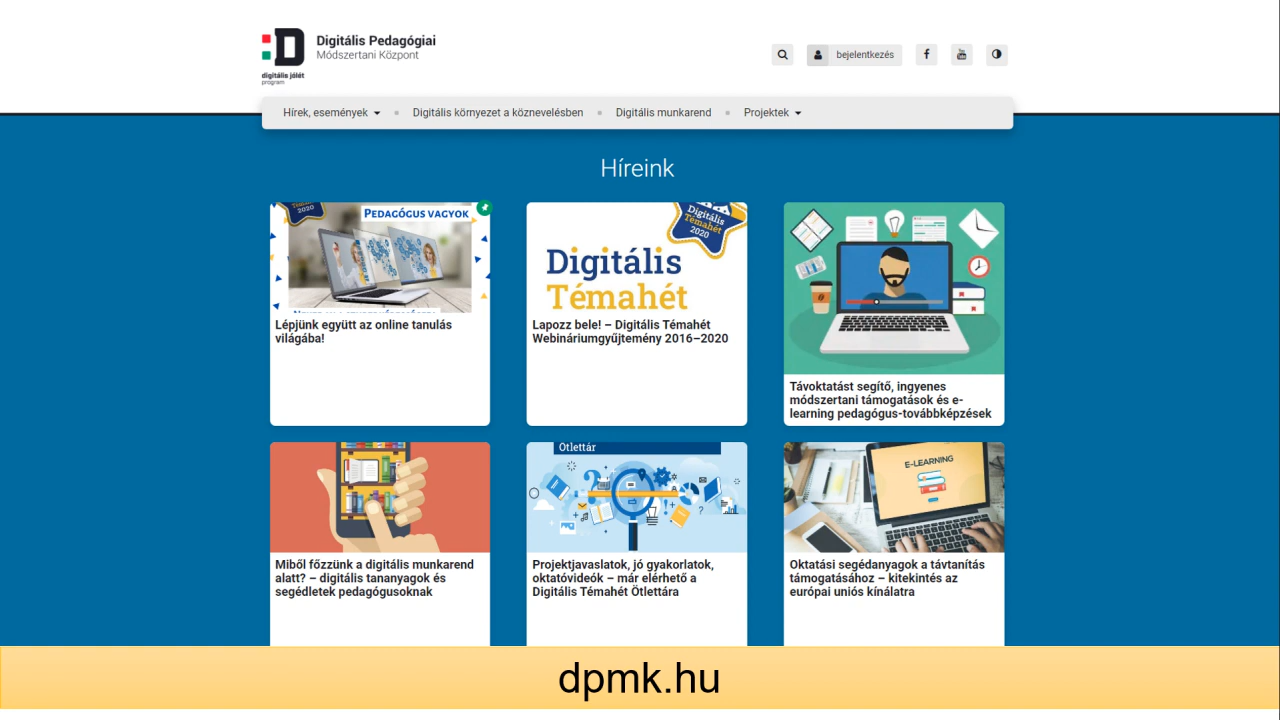 Digitális Pedagógiai
Módszertani Központ
digitális jólét
program
bejelentkezés
Hírek, események
Digitális környezet a köznevelésben
Digitális munkarend
Projektek
Híreink
2020
PEDAGÓGUS VAGYOK
Lépjünk együtt az online tanulás
világába!
Digitális
Témahét
2020
Digitális
Témahét
Lapozz bele! – Digitális Témahét
Webináriumgyűjtemény 2016–2020
Távoktatást segítő, ingyenes
módszertani támogatások és e-
learning pedagógus-továbbképzések
Miből főzzünk a digitális munkarend
alatt? – digitális tananyagok és
segédletek pedagógusoknak
Ötlettár
Projektjavaslatok, jó gyakorlatok,
oktatóvideók – már elérhető a
Digitális Témahét Ötlettára
E-LEARNING
Oktatási segédanyagok a távtanítás
támogatásához – kitekintés az
európai uniós kínálatra
dpmk.hu